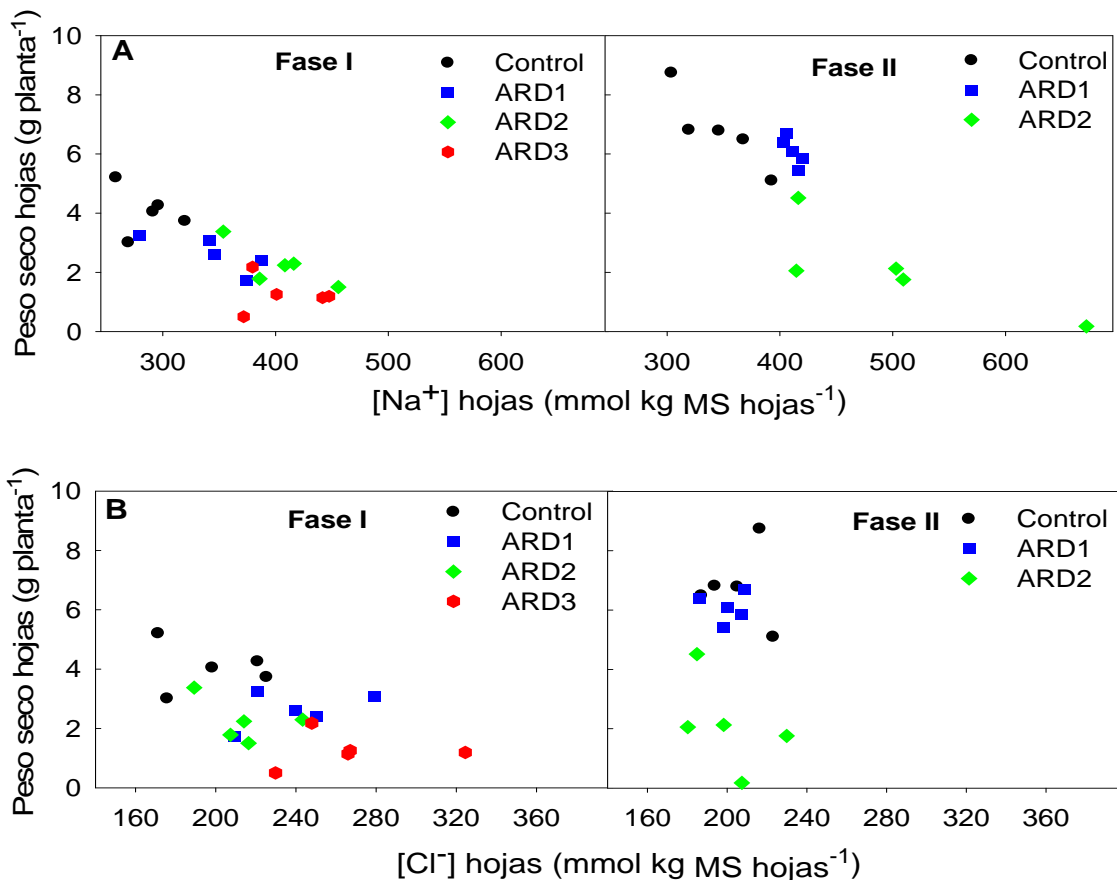 A
Fase I
Control
ARD1
ARD2
ARD3
Fase II
Control
ARD1
ARD2
Peso seco hojas (g planta⁻¹)
10
8
6
4
2
0
300 400 500 600 300 400 500 600
[Na⁺] hojas (mmol kg MS hojas⁻¹)
B
Fase I
Control
ARD1
ARD2
ARD3
Fase II
Control
ARD1
ARD2
Peso seco hojas (g planta⁻¹)
10
8
6
4
2
0
160 200 240 280 320 360 160 200 240 280 320 360
[Cl⁻] hojas (mmol kg MS hojas⁻¹)